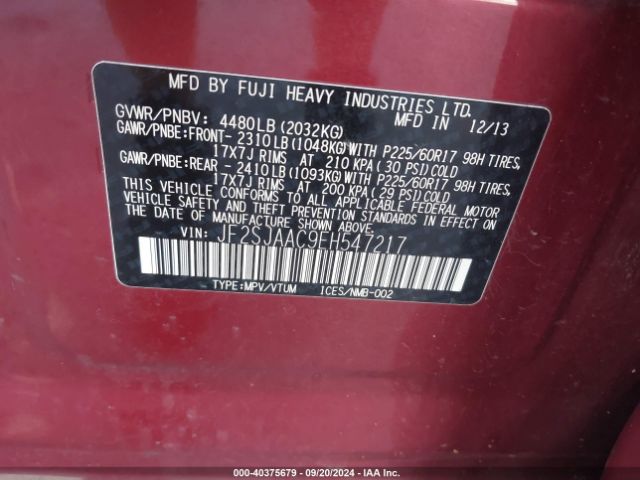 MFD BY FUJI HEAVY INDUSTRIES LTD.
GVWR/PNBV: 4480LB(2032KG) MFD IN 12/13
GAWR/PNBE:FRONT- 2310LB(1048KG)WITH P225/60R17 98H TIRES,
17X7J RIMS AT 210 KPA(30 PSI)COLD
GAWR/PNBE:REAR - 2410LB(1093KG)WITH P225/60R17 98H TIRES,
17X7J RIMS AT 200 KPA(29 PSI)COLD
THIS VEHICLE CONFORMS TO ALL APPLICABLE FEDERAL MOTOR
VEHICLE SAFETY AND THEFT PREVENTION STANDARDS IN EFFECT ON
THE DATE OF MANUFACTURE SHOWN ABOVE.
VIN: JF2SJAAC9EH547217
TYPE:MPV/VTUM ICES/NMB-002
000-40375679 - 09/20/2024 - IAAI.COM